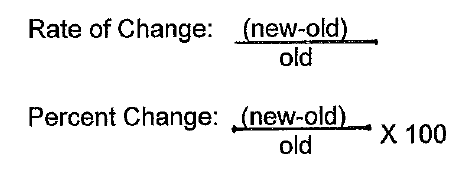 Rate of Change: (new-old)
old
Percent Change: (new-old)
old X 100